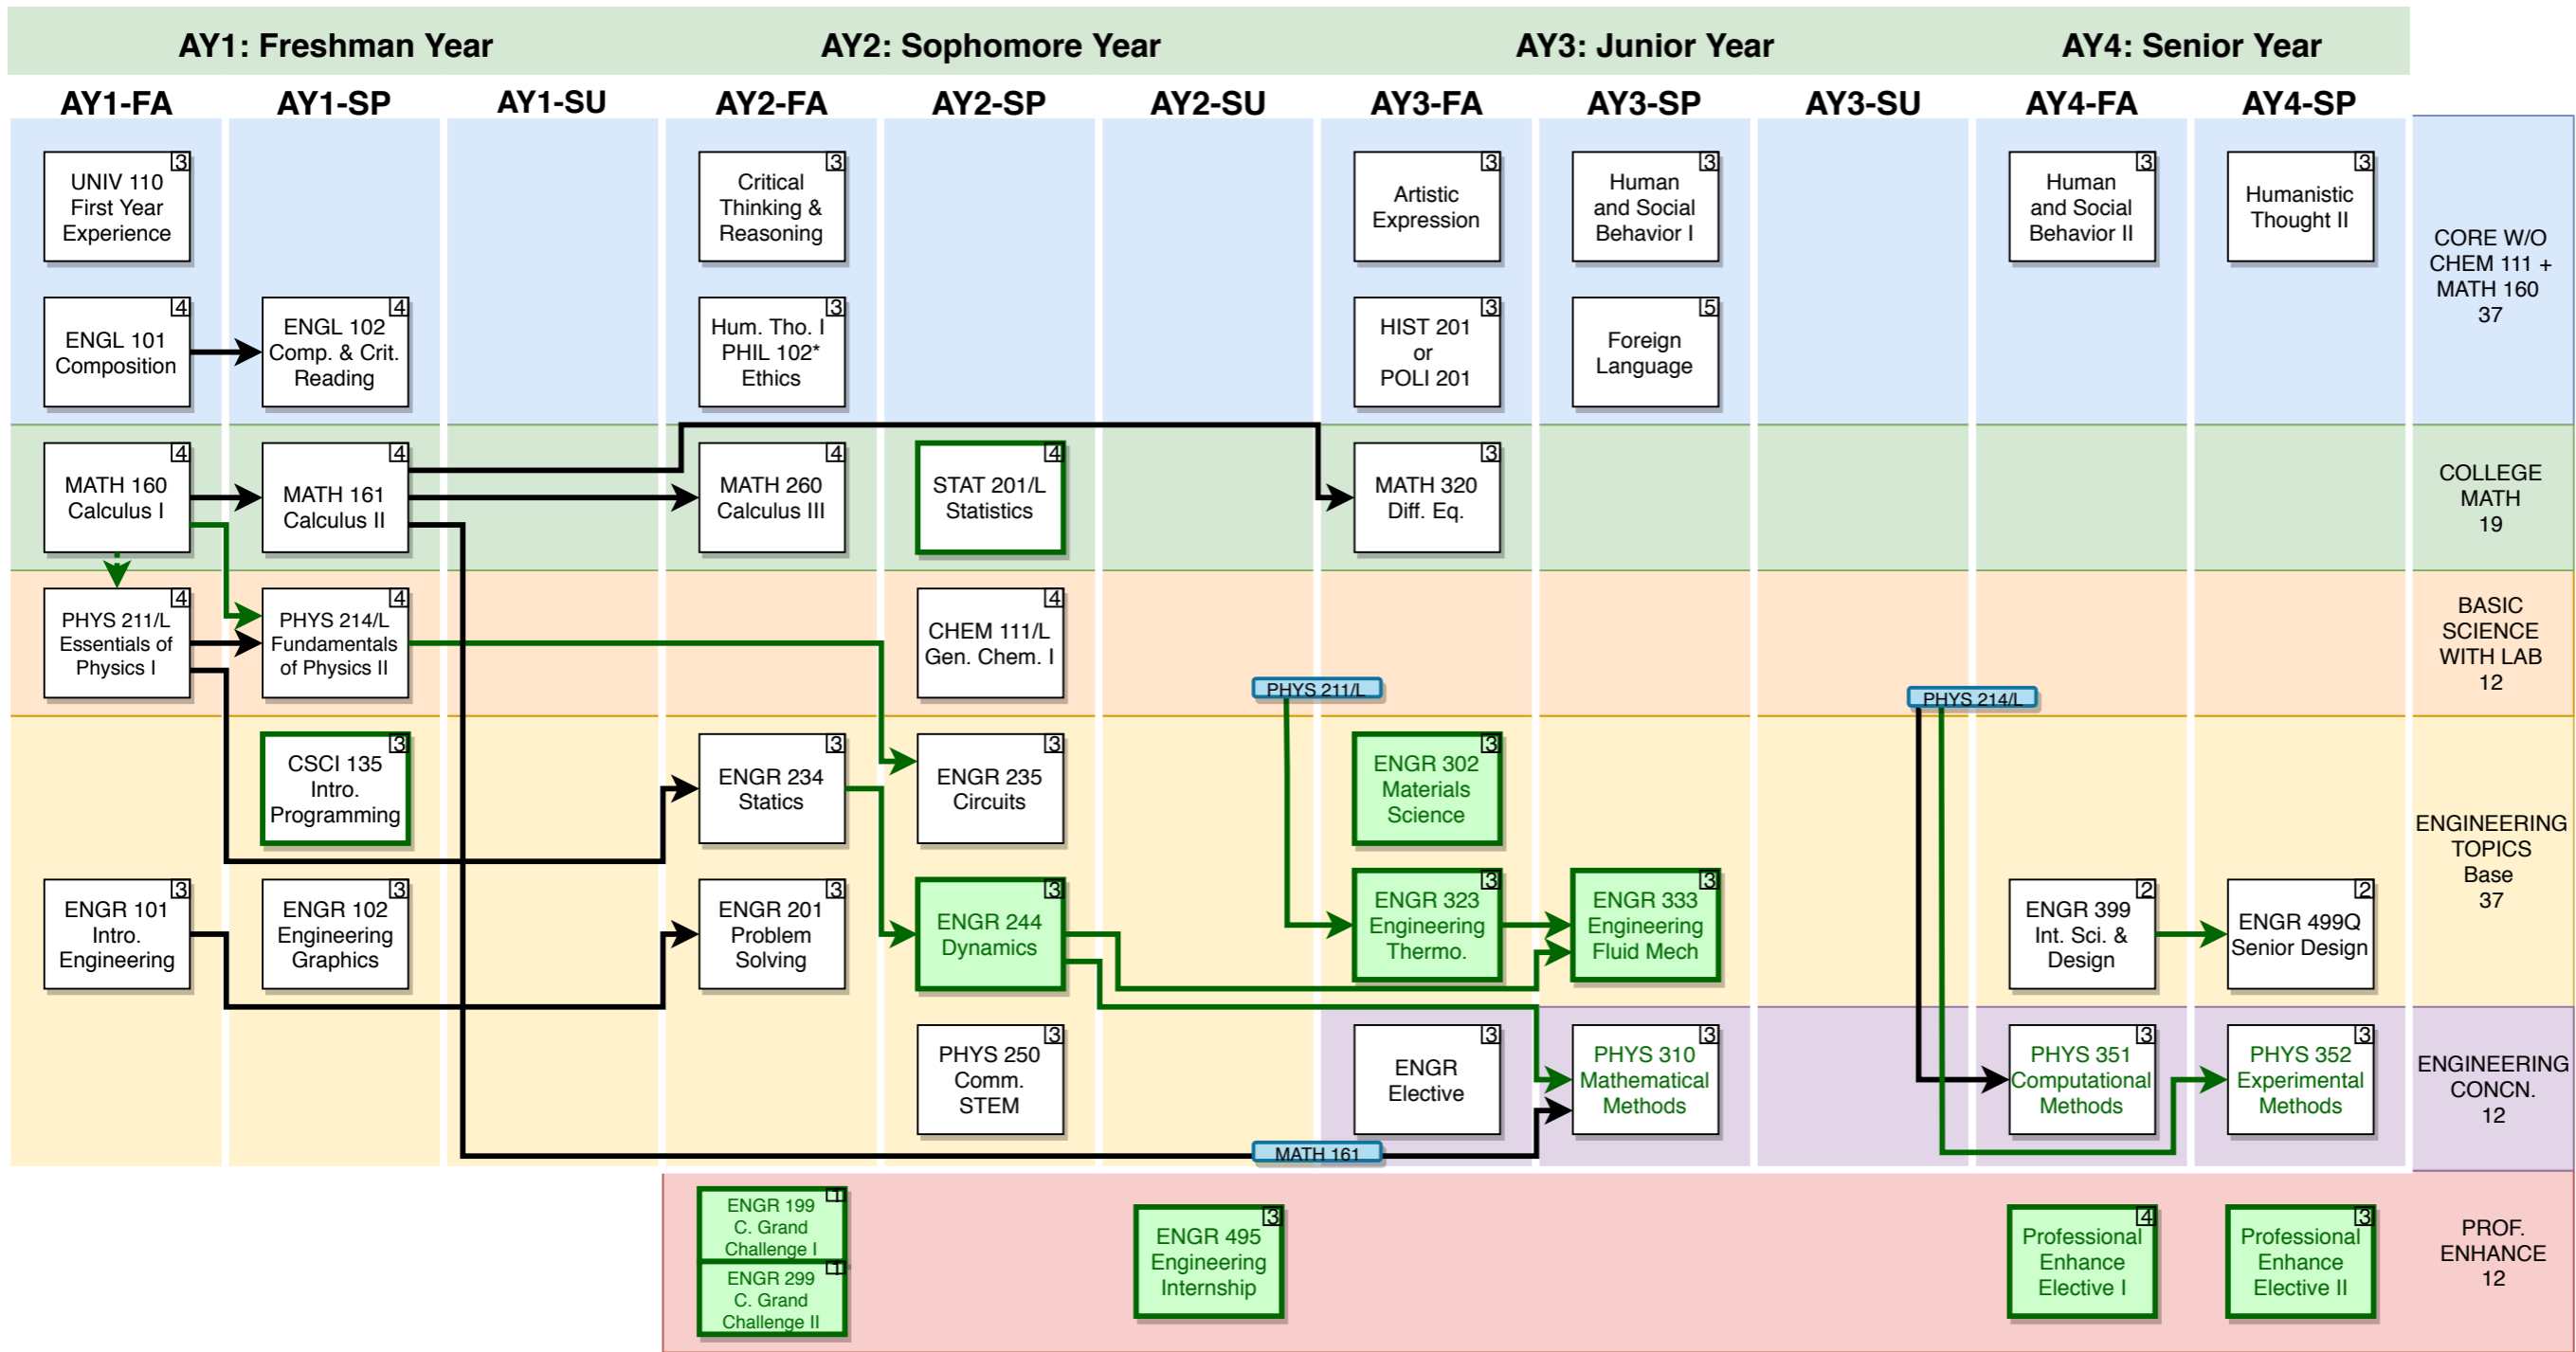 AY1: Freshman Year
AY2: Sophomore Year
AY3: Junior Year
AY4: Senior Year
AY1-FA
AY1-SP
AY1-SU
AY2-FA
AY2-SP
AY2-SU
AY3-FA
AY3-SP
AY3-SU
AY4-FA
AY4-SP
3
UNIV 110
First Year
Experience
3
Critical
Thinking &
Reasoning
3
Artistic
Expression
3
Human
and Social
Behavior I
3
Human
and Social
Behavior II
3
Humanistic
Thought II
CORE W/O
CHEM 111 +
MATH 160
37
4
ENGL 101
Composition
4
ENGL 102
Comp. & Crit.
Reading
3
Hum. Tho. I
PHIL 102*
Ethics
3
HIST 201
or
POLI 201
5
Foreign
Language
4
MATH 160
Calculus I
4
MATH 161
Calculus II
4
MATH 260
Calculus III
4
STAT 201/L
Statistics
3
MATH 320
Diff. Eq.
COLLEGE
MATH
19
4
PHYS 211/L
Essentials of
Physics I
4
PHYS 214/L
Fundamentals
of Physics II
4
CHEM 111/L
Gen. Chem. I
PHYS 211/L
PHYS 214/L
BASIC
SCIENCE
WITH LAB
12
3
CSCI 135
Intro.
Programming
3
ENGR 234
Statics
3
ENGR 235
Circuits
3
ENGR 302
Materials
Science
ENGINEERING
TOPICS
Base
37
3
ENGR 101
Intro.
Engineering
3
ENGR 102
Engineering
Graphics
3
ENGR 201
Problem
Solving
3
ENGR 244
Dynamics
3
ENGR 323
Engineering
Thermo.
3
ENGR 333
Engineering
Fluid Mech
2
ENGR 399
Int. Sci. &
Design
2
ENGR 499Q
Senior Design
3
PHYS 250
Comm.
STEM
3
ENGR
Elective
3
PHYS 310
Mathematical
Methods
3
PHYS 351
Computational
Methods
3
PHYS 352
Experimental
Methods
ENGINEERING
CONCN.
12
MATH 161
1
ENGR 199
C. Grand
Challenge I
1
ENGR 299
C. Grand
Challenge II
3
ENGR 495
Engineering
Internship
4
Professional
Enhance
Elective I
3
Professional
Enhance
Elective II
PROF.
ENHANCE
12